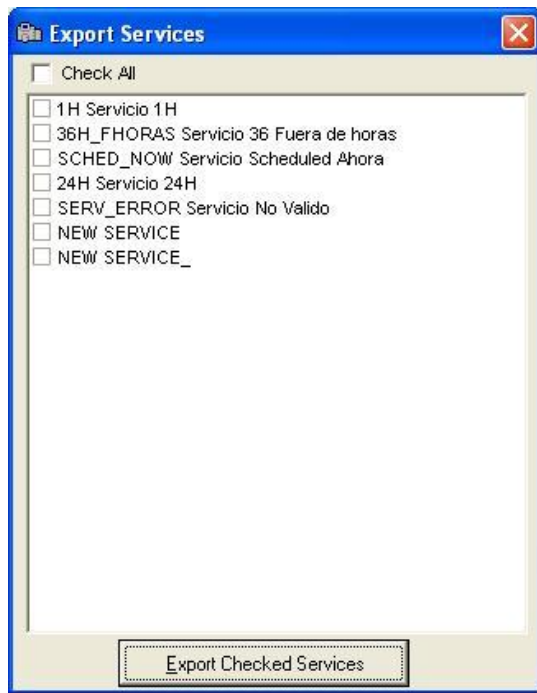 Export Services
Check All
1H Servicio 1H
36H_FHORAS Servicio 36 Fuera de horas
SCHED_NOW Servicio Scheduled Ahora
24H Servicio 24H
SERV_ERROR Servicio No Valido
NEW SERVICE
NEW SERVICE_
Export Checked Services